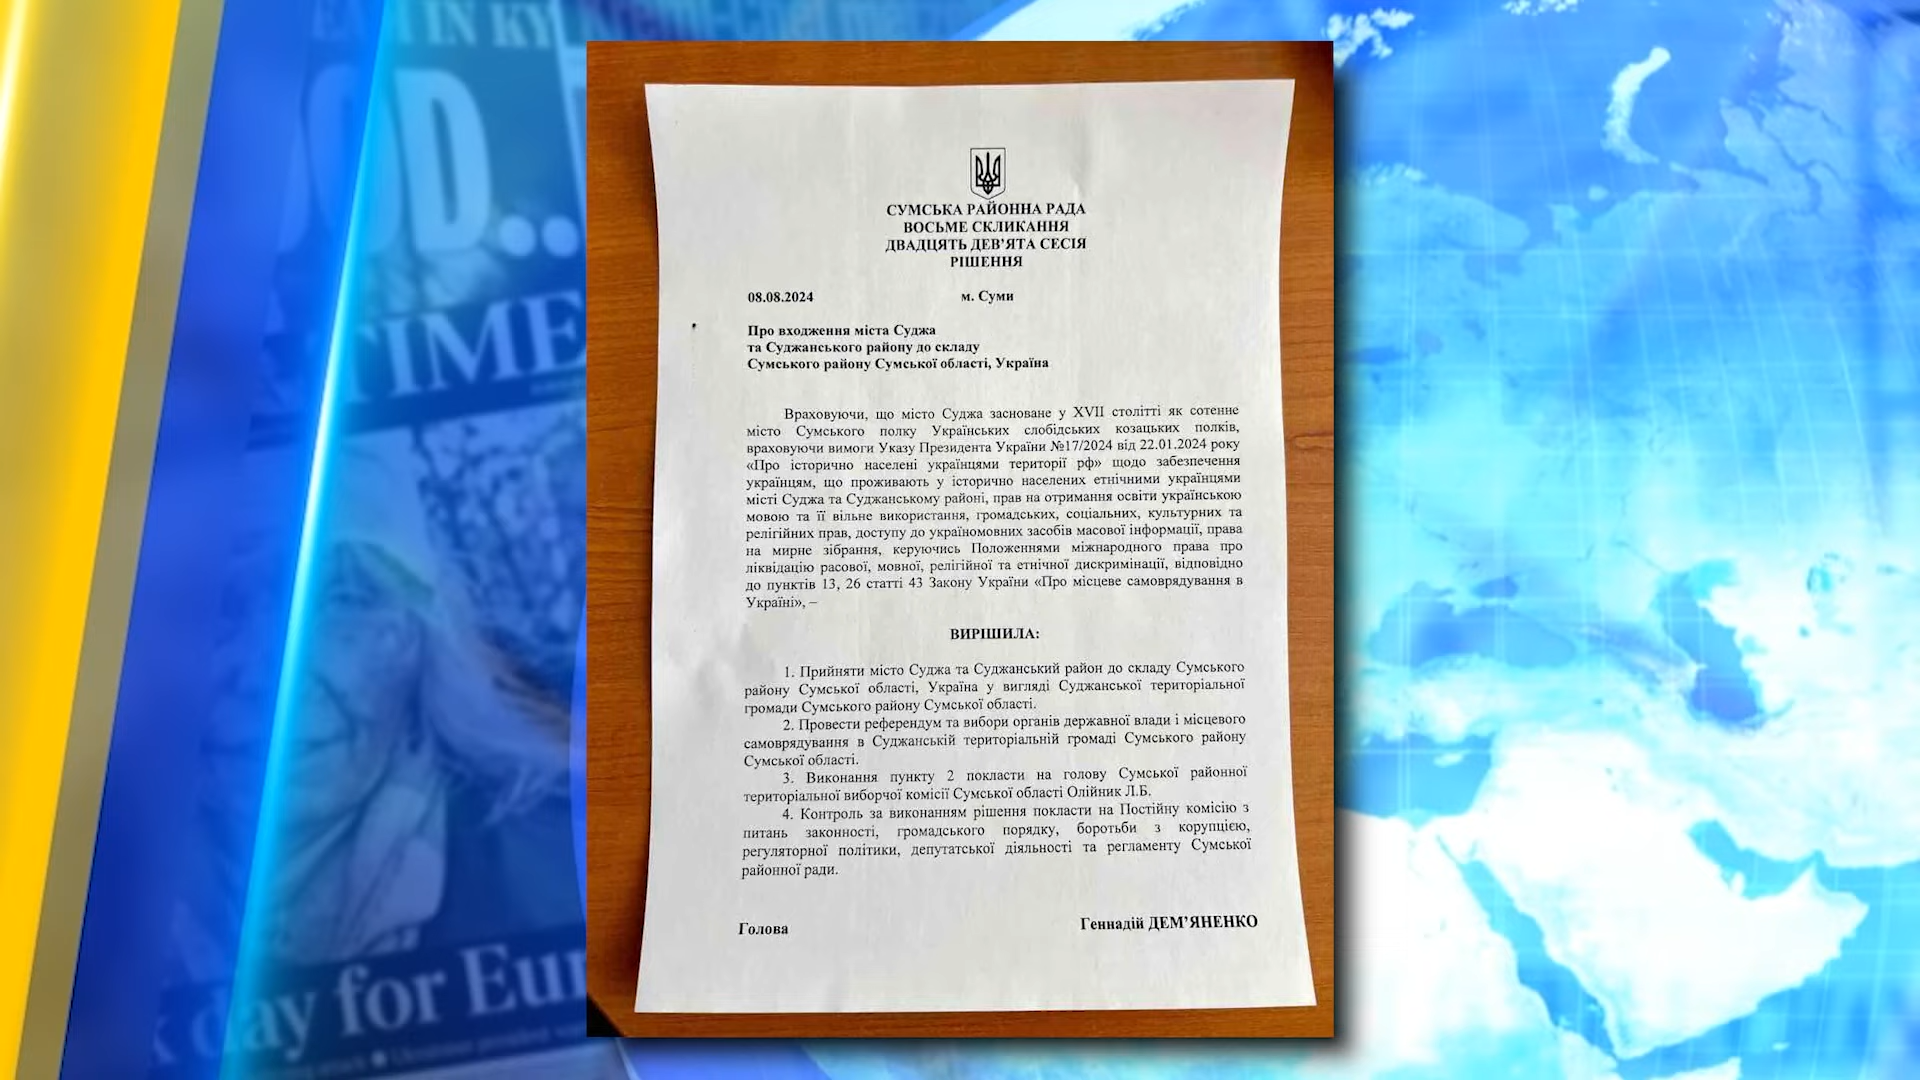 EAST IN KY
OD..
TIME
day for Eur
СУМСЬКА РАЙОННА РАДА
ВОСЬМЕ СКЛИКАННЯ
ДВАДЦЯТЬ ДЕВ’ЯТА СЕСІЯ
РІШЕННЯ
08.08.2024 м. Суми
Про входження міста Суджа
та Суджанського району до складу
Сумського району Сумської області, Україна
Враховуючи, що місто Суджа засноване у XVII столітті як сотенне
місто Сумського полку Українських слобідських козацьких полків,
враховуючи вимоги Указу Президента України №17/2024 від 22.01.2024 року
«Про історично населені українцями території рф» щодо забезпечення
українцям, що проживають у історично населених етнічними українцями
місті Суджа та Суджанському районі, прав на отримання освіти українською
мовою та її вільне використання, громадських, соціальних, культурних та
релігійних прав, доступу до україномовних засобів масової інформації, права
на мирне зібрання, керуючись Положеннями міжнародного права про
ліквідацію расової, мовної, релігійної та етнічної дискримінації, відповідно
до пунктів 13, 26 статті 43 Закону України «Про місцеве самоврядування в
Україні», –
ВИРІШИЛА:
1. Прийняти місто Суджа та Суджанський район до складу Сумського
району Сумської області, Україна у вигляді Суджанської територіальної
громади Сумського району Сумської області.
2. Провести референдум та вибори органів державної влади і місцевого
самоврядування в Суджанській територіальній громаді Сумського району
Сумської області.
3. Виконання пункту 2 покласти на голову Сумської районної
територіальної виборчої комісії Сумської області Олійник Л.Б.
4. Контроль за виконанням рішення покласти на Постійну комісію з
питань законності, громадського порядку, боротьби з корупцією,
регуляторної політики, депутатської діяльності та регламенту Сумської
районної ради.
Голова Геннадій ДЕМ’ЯНЕНКО